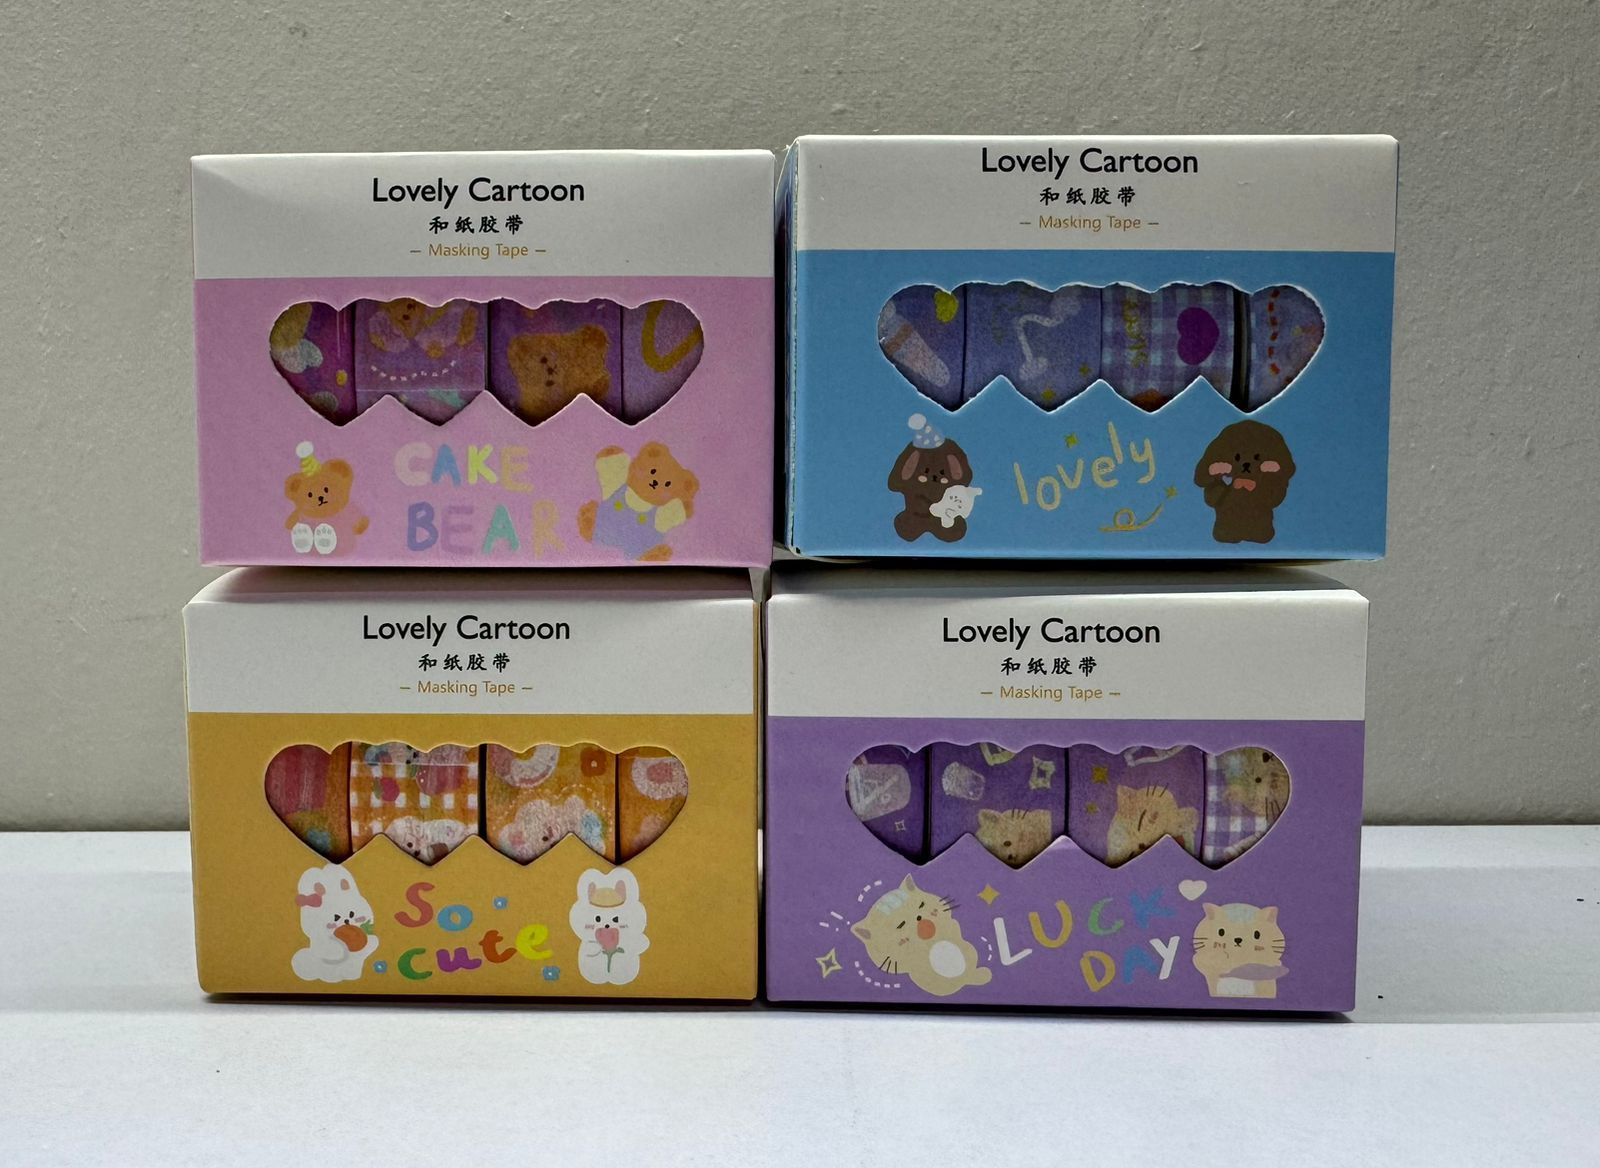 Lovely Cartoon
和纸胶带
– Masking Tape –
CAKE
BEAR
Lovely Cartoon
和纸胶带
– Masking Tape –
lovely
Lovely Cartoon
和纸胶带
– Masking Tape –
So
cute
Lovely Cartoon
和纸胶带
– Masking Tape –
LUCK
DAY